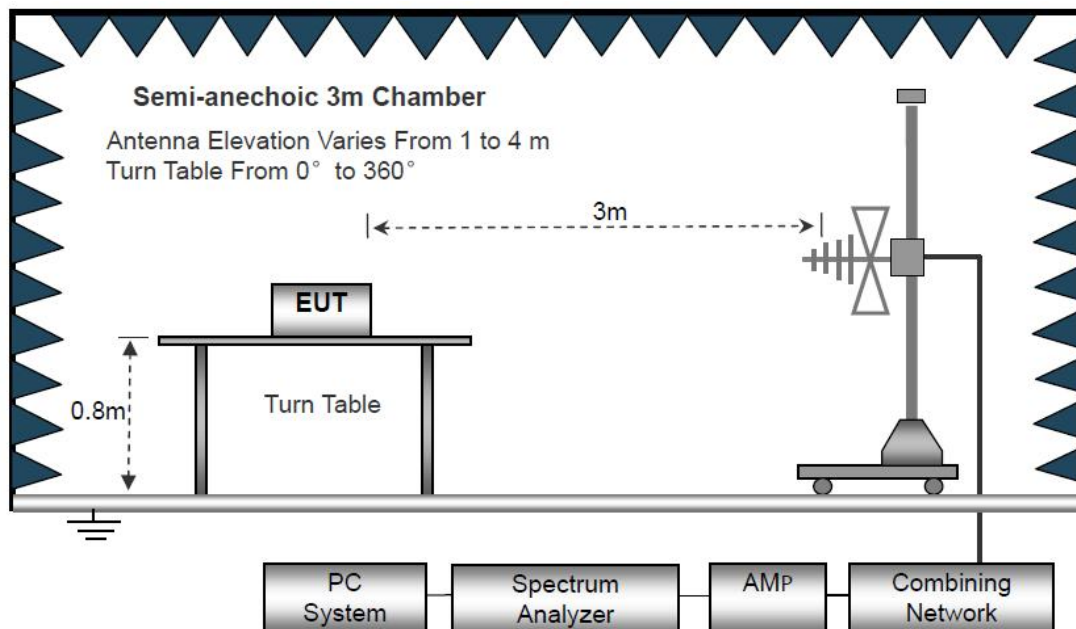 Semi-anechoic 3m Chamber
Antenna Elevation Varies From 1 to 4 m
Turn Table From 0° to 360°
3m
EUT
0.8m
Turn Table
PC
System
Spectrum
Analyzer
AMP
Combining
Network